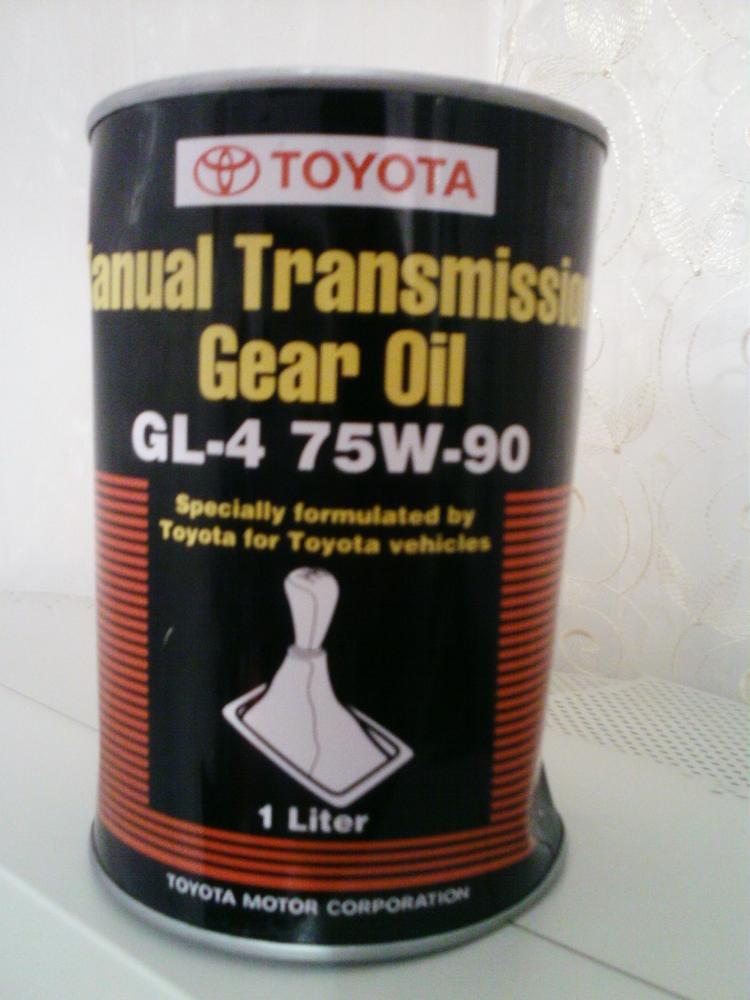 TOYOTA
anual Transmission
Gear Oil
GL-4 75W-90
Specially formulated by
Toyota for Toyota vehicles
1 Liter
TOYOTA MOTOR CORPORATION